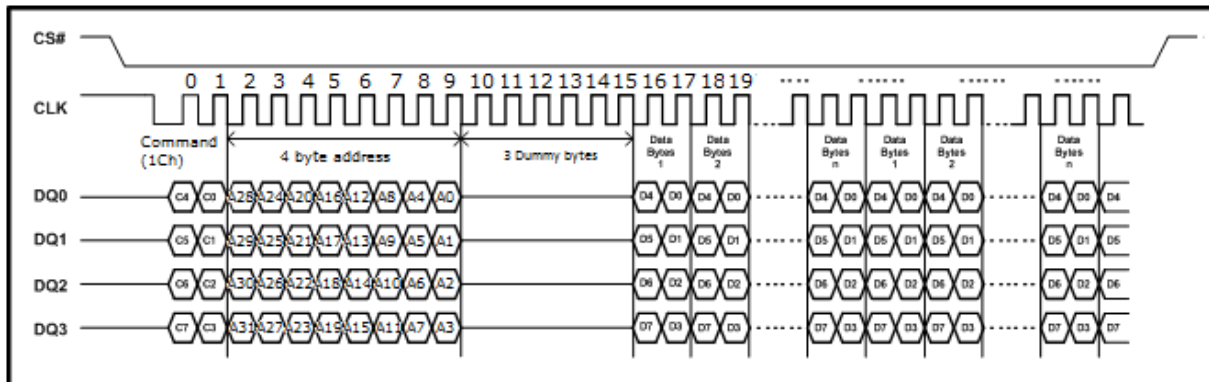 CS#
0 1 2 3 4 5 6 7 8 9 10 11 12 13 14 15 16 17 18 19
CLK
Command
(1Ch)
4 byte address
3 Dummy bytes
Data
Bytes
1
Data
Bytes
2
Data
Bytes
n
Data
Bytes
1
Data
Bytes
2
Data
Bytes
n
DQ0 C4 C0 A28 A24 A20 A16 A12 A8 A4 A0 D4 D0 D4 D0 D4 D0 D4 D0 D4 D0 D4 D0 D4
DQ1 C5 C1 A29 A25 A21 A17 A13 A9 A5 A1 D5 D1 D5 D1 D5 D1 D5 D1 D5 D1 D5 D1 D5
DQ2 C6 C2 A30 A26 A22 A18 A14 A10 A6 A2 D6 D2 D6 D2 D6 D2 D6 D2 D6 D2 D6 D2 D6
DQ3 C7 C3 A31 A27 A23 A19 A15 A11 A7 A3 D7 D3 D7 D3 D7 D3 D7 D3 D7 D3 D7 D3 D7